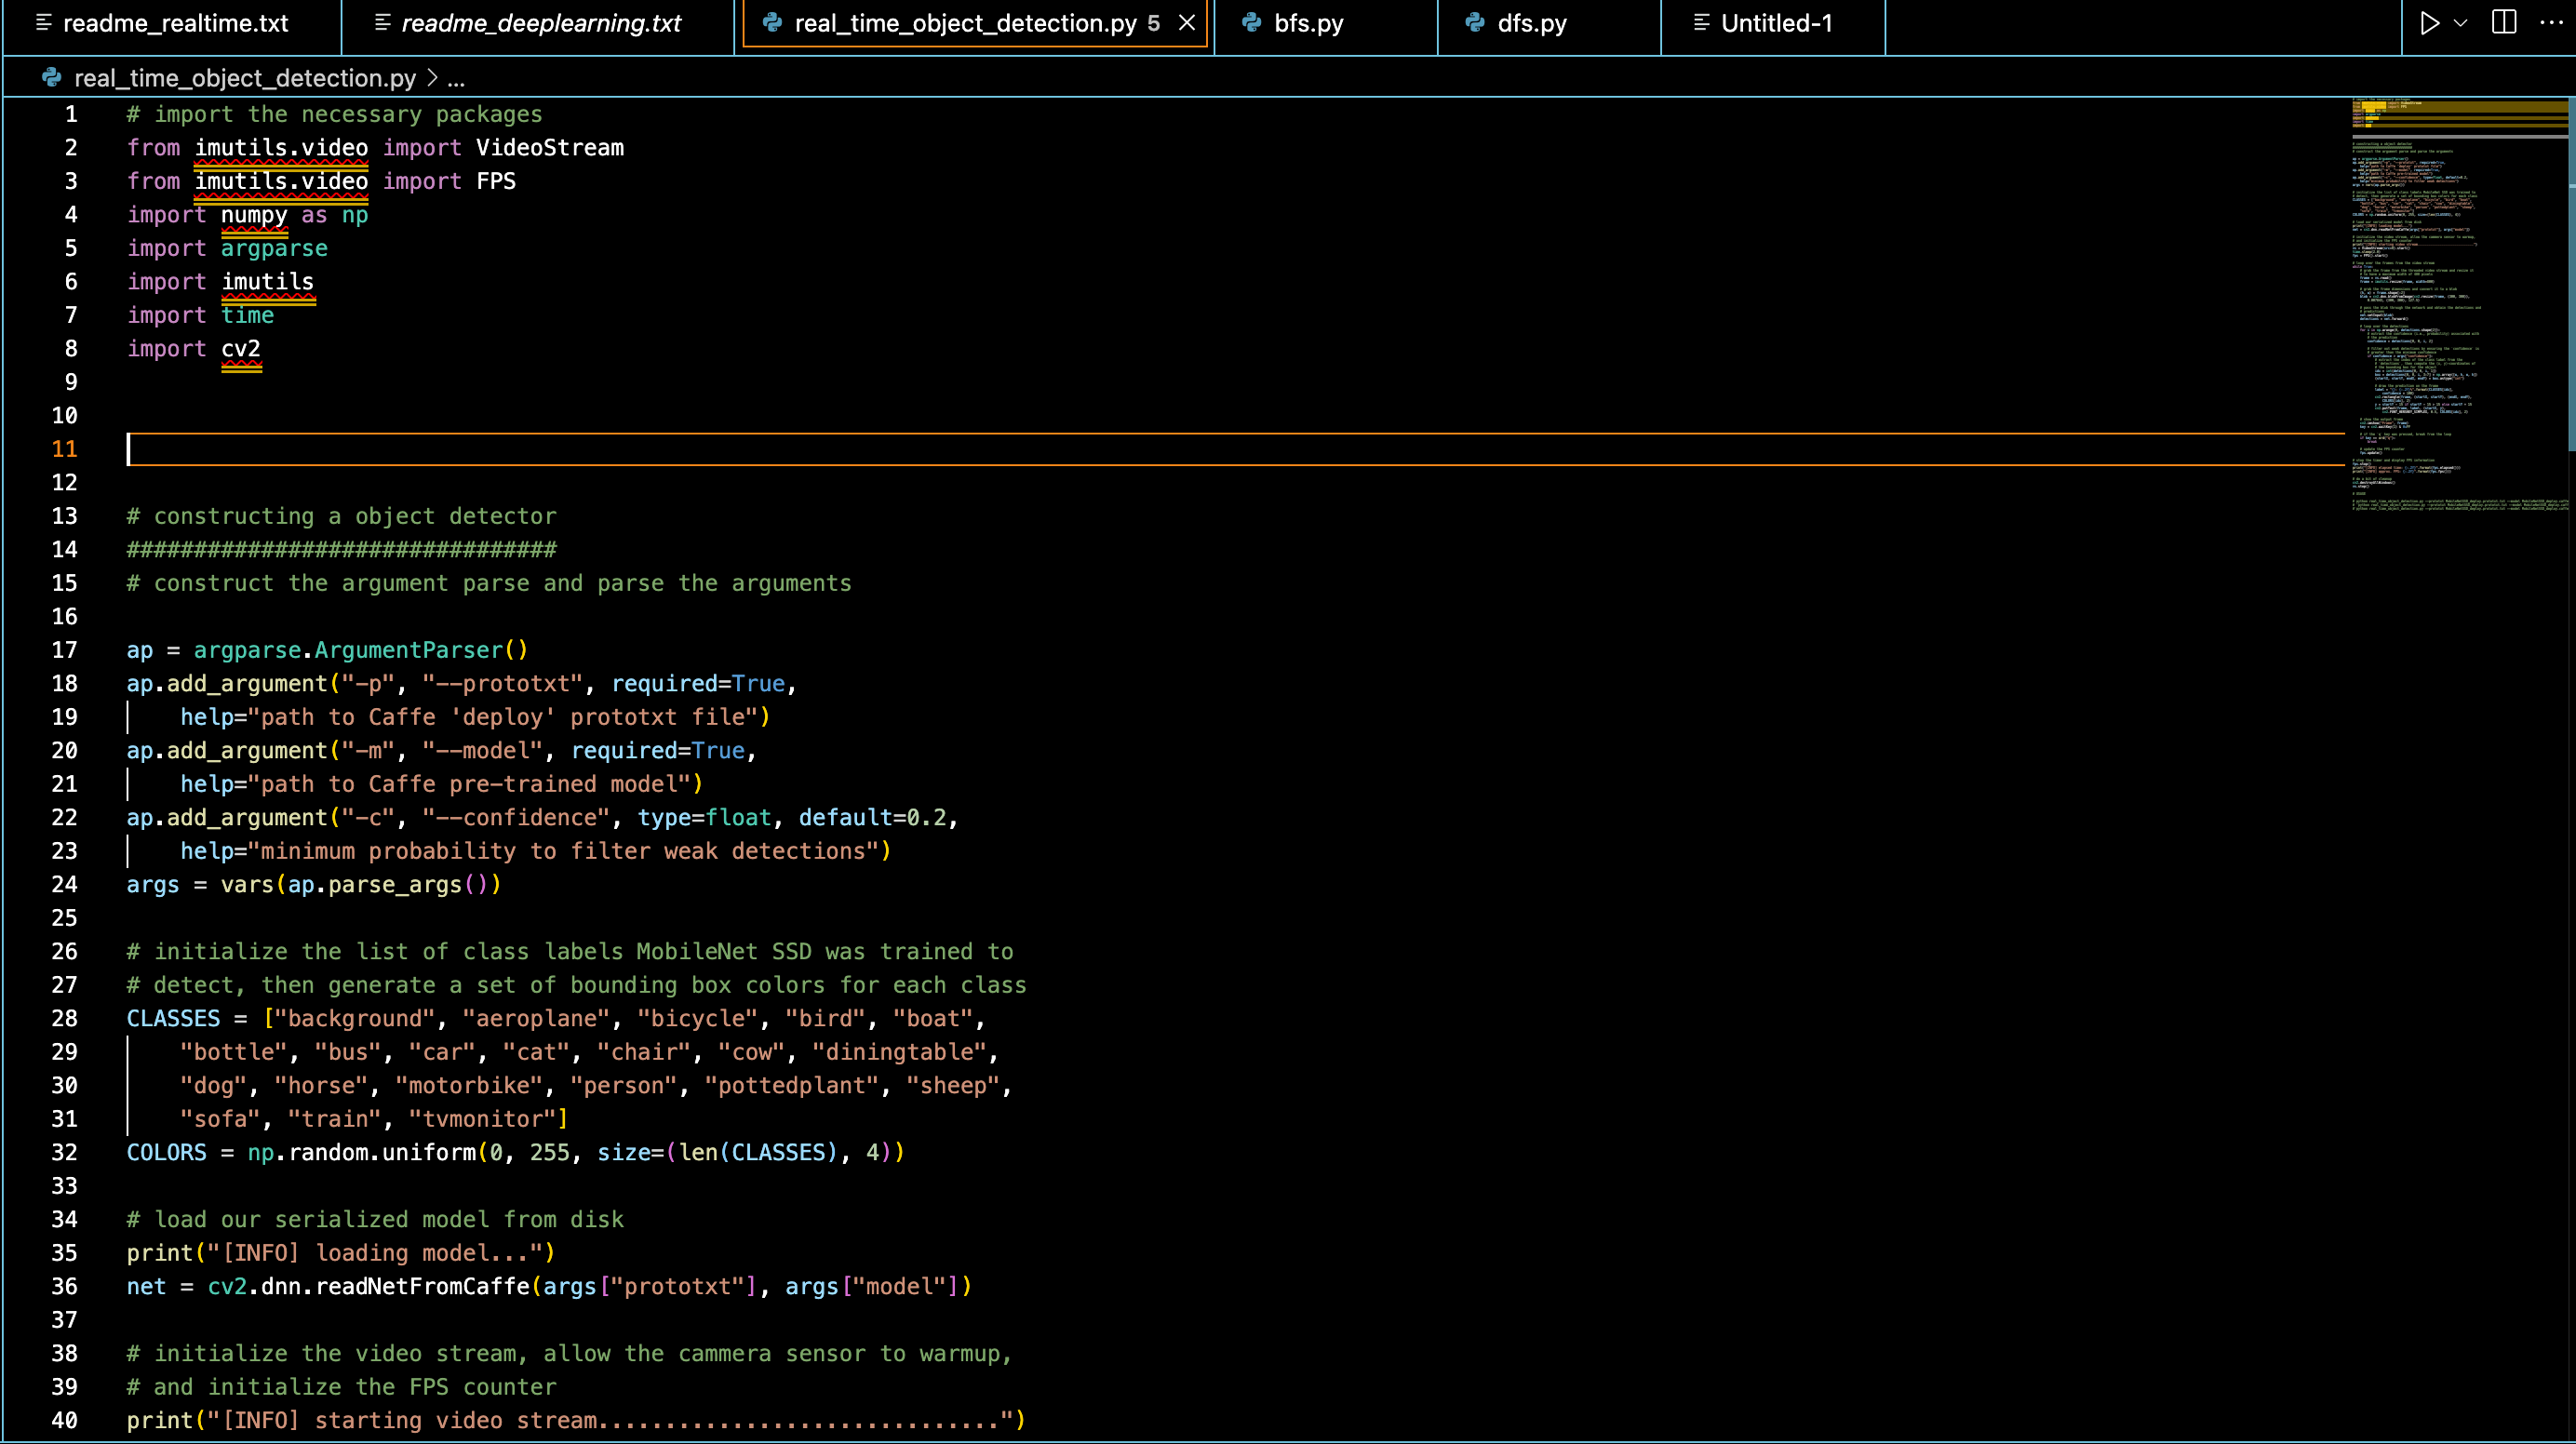 readme_realtime.txt
readme_deeplearning.txt
real_time_object_detection.py 5
bfs.py
dfs.py
Untitled-1
real_time_object_detection.py > ...
1 # import the necessary packages
2 from imutils.video import VideoStream
3 from imutils.video import FPS
4 import numpy as np
5 import argparse
6 import imutils
7 import time
8 import cv2
9
10
11
12
13 # constructing a object detector
14 ################################
15 # construct the argument parse and parse the arguments
16
17 ap = argparse.ArgumentParser()
18 ap.add_argument("-p", "--prototxt", required=True,
19     help="path to Caffe 'deploy' prototxt file")
20 ap.add_argument("-m", "--model", required=True,
21     help="path to Caffe pre-trained model")
22 ap.add_argument("-c", "--confidence", type=float, default=0.2,
23     help="minimum probability to filter weak detections")
24 args = vars(ap.parse_args())
25
26 # initialize the list of class labels MobileNet SSD was trained to
27 # detect, then generate a set of bounding box colors for each class
28 CLASSES = ["background", "aeroplane", "bicycle", "bird", "boat",
29     "bottle", "bus", "car", "cat", "chair", "cow", "diningtable",
30     "dog", "horse", "motorbike", "person", "pottedplant", "sheep",
31     "sofa", "train", "tvmonitor"]
32 COLORS = np.random.uniform(0, 255, size=(len(CLASSES), 4))
33
34 # load our serialized model from disk
35 print("[INFO] loading model...")
36 net = cv2.dnn.readNetFromCaffe(args["prototxt"], args["model"])
37
38 # initialize the video stream, allow the cammera sensor to warmup,
39 # and initialize the FPS counter
40 print("[INFO] starting video stream..............................")